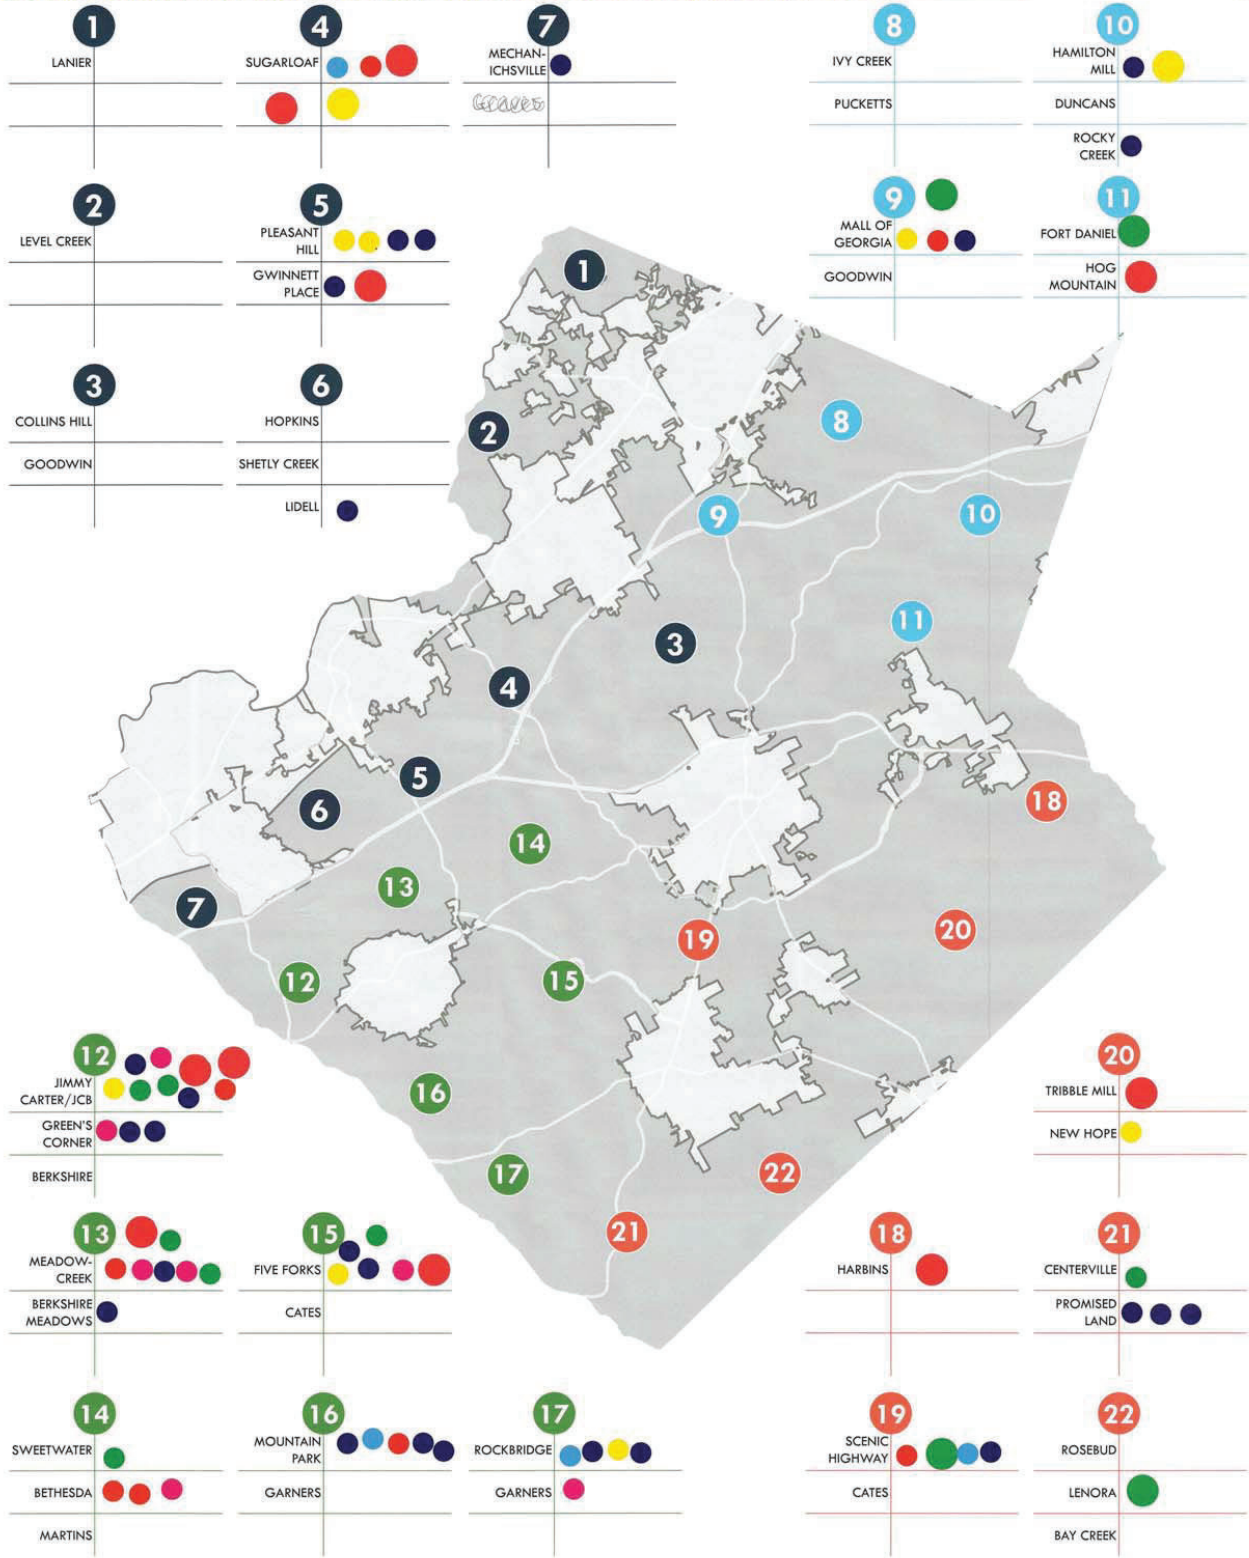 1
LANIER
4
SUGARLOAF
7
MECHAN-
ICHSVILLE
8
IVY CREEK
PUCKETTS
10
HAMILTON
MILL
DUNCANS
ROCKY
CREEK
2
LEVEL CREEK
5
PLEASANT
HILL
GWINNETT
PLACE
9
MALL OF
GEORGIA
GOODWIN
11
FORT DANIEL
HOG
MOUNTAIN
3
COLLINS HILL
GOODWIN
6
HOPKINS
SHETLY CREEK
LIDELL
1
2
8
9
10
11
3
4
5
6
18
14
13
7
19
20
15
12
16
17
22
21
12
JIMMY
CARTER/JCB
GREEN'S
CORNER
BERKSHIRE
20
TRIBBLE MILL
NEW HOPE
13
MEADOW-
CREEK
BERKSHIRE
MEADOWS
15
FIVE FORKS
CATES
18
HARBINS
21
CENTERVILLE
PROMISED
LAND
14
SWEETWATER
BETHESDA
MARTINS
16
MOUNTAIN
PARK
GARNERS
17
ROCKBRIDGE
GARNERS
19
SCENIC
HIGHWAY
CATES
22
ROSEBUD
LENORA
BAY CREEK